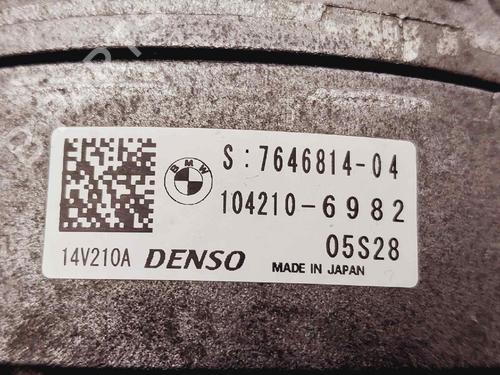 BMW
S:7646814-04
104210-6982
05S28
14V210A DENSO MADE IN JAPAN